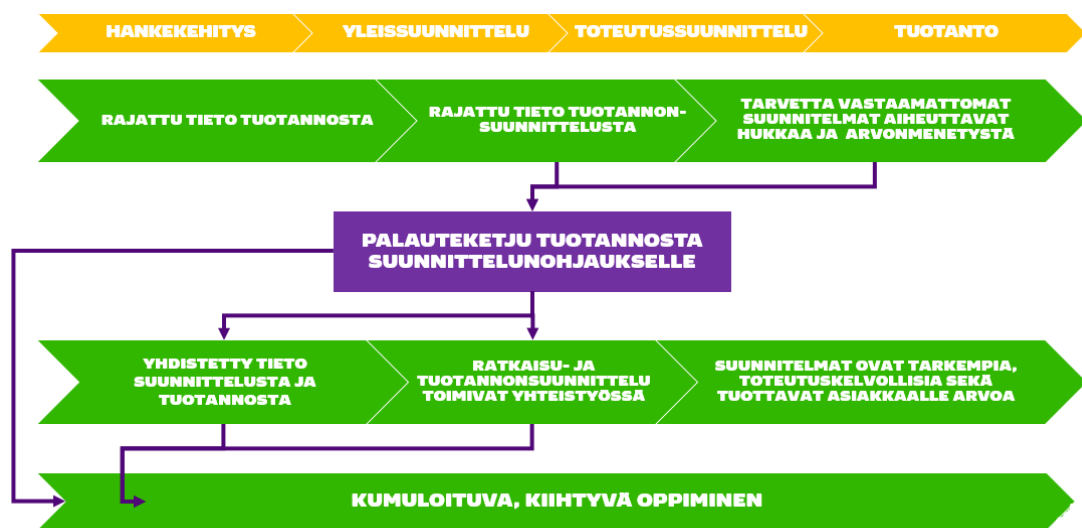 HANKEKEHITYS
YLEISSUUNNITTELU
TOTEUTUSSUUNNITTELU
TUOTANTO
RAJATTU TIETO TUOTANNOSTA
RAJATTU TIETO TUOTANNON-
SUUNNITTELUSTA
TARVETTA VASTAAMATTOMAT
SUUNNITELMAT AIHEUTTAVAT
HUKKAA JA ARVONMENETYSTÄ
PALAUTEKETJU TUOTANNOSTA
SUUNNITTELUNOHJAUKSELLE
YHDISTETTY TIETO
SUUNNITTELUSTA JA
TUOTANNOSTA
RATKAISU- JA
TUOTANNONSUUNNITTELU
TOIMIVAT YHTEISTYÖSSÄ
SUUNNITELMAT OVAT TARKEMPIA,
TOTEUTUSKELVOLLISIA SEKÄ
TUOTTAVAT ASIAKKAALLE ARVOA
KUMULOITUVA, KIIHTYVÄ OPPIMINEN